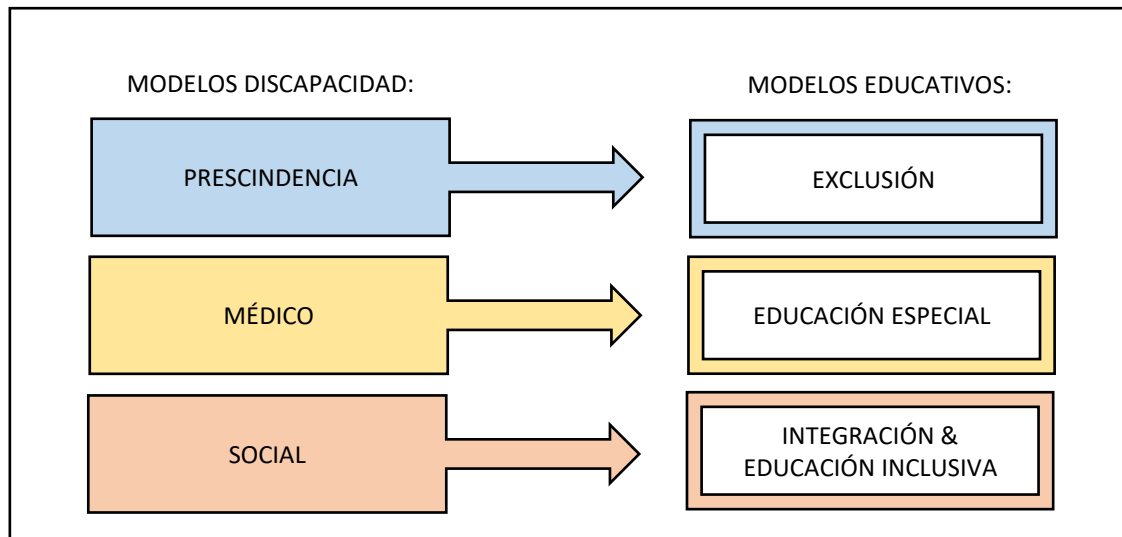 MODELOS DISCAPACIDAD:
MODELOS EDUCATIVOS:
PRESCINDENCIA
EXCLUSIÓN
MÉDICO
EDUCACIÓN ESPECIAL
SOCIAL
INTEGRACIÓN &
EDUCACIÓN INCLUSIVA